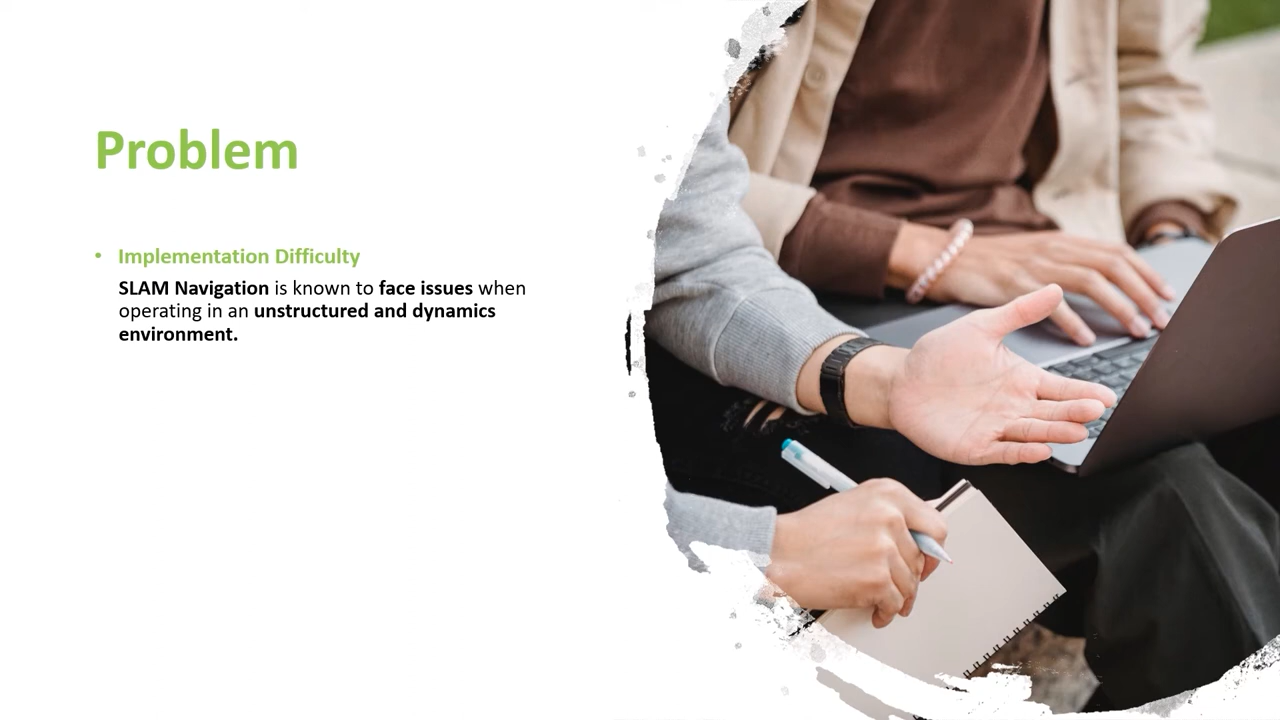 Problem
• Implementation Difficulty
SLAM Navigation is known to face issues when
operating in an unstructured and dynamics
environment.